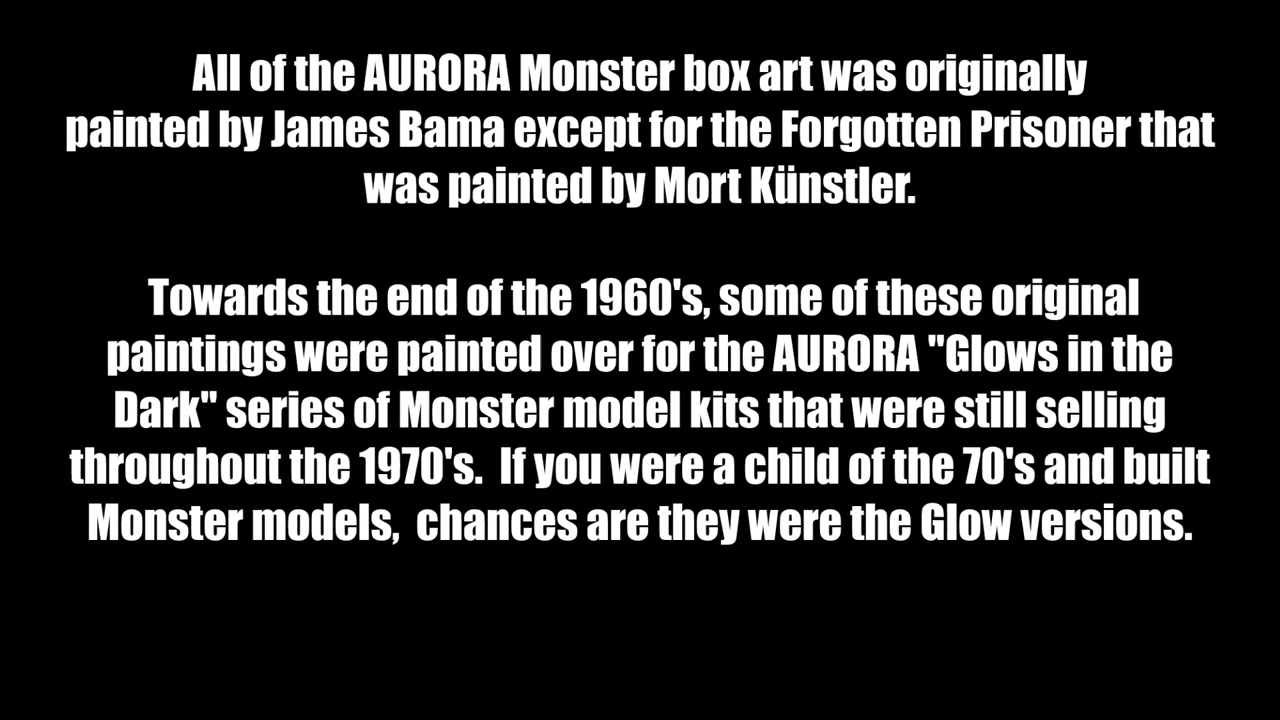 All of the AURORA Monster box art was originally
painted by James Bama except for the Forgotten Prisoner that
was painted by Mort Künstler.
Towards the end of the 1960's, some of these original
paintings were painted over for the AURORA "Glows in the
Dark" series of Monster model kits that were still selling
throughout the 1970's.  If you were a child of the 70's and built
Monster models,  chances are they were the Glow versions.